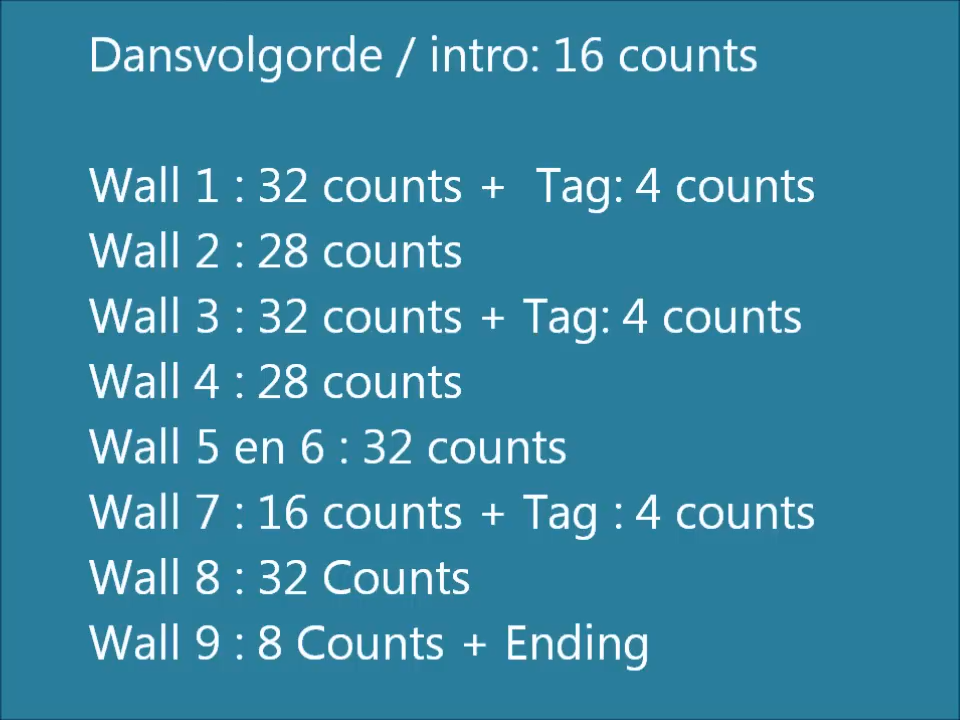 Dansvolgorde / intro: 16 counts
Wall 1 : 32 counts +  Tag: 4 counts
Wall 2 : 28 counts
Wall 3 : 32 counts + Tag: 4 counts
Wall 4 : 28 counts
Wall 5 en 6 : 32 counts
Wall 7 : 16 counts + Tag : 4 counts
Wall 8 : 32 Counts
Wall 9 : 8 Counts + Ending